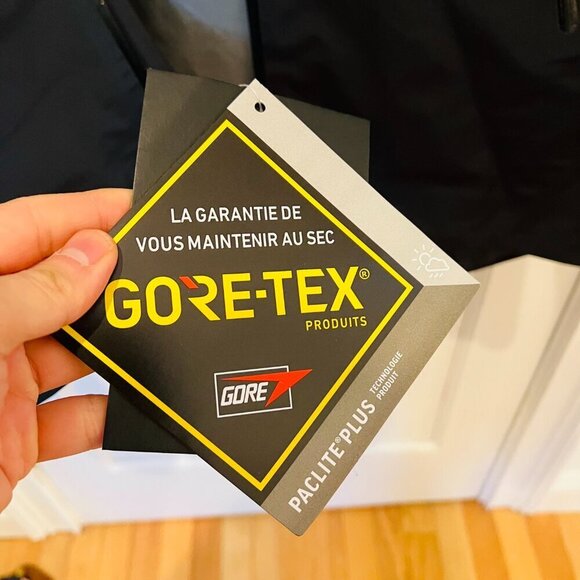 LA GARANTIE DE
VOUS MAINTENIR AU SEC
GORE-TEX®
PRODUITS
GORE
PACLITE® PLUS
TECHNOLOGIE
PRODUIT